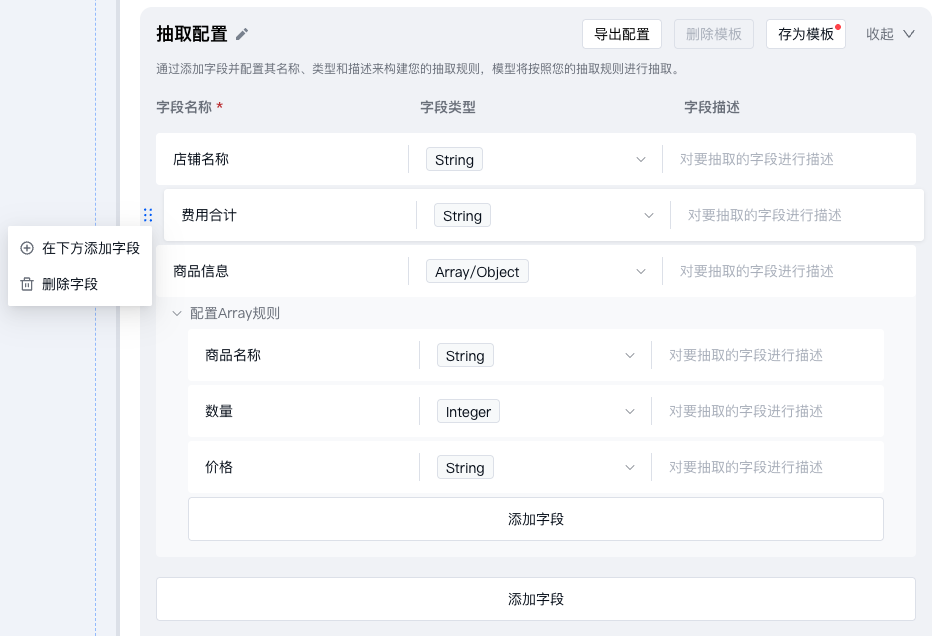 抽取配置
导出配置
删除模板
存为模板
收起
通过添加字段并配置其名称、类型和描述来构建您的抽取规则，模型将按照您的抽取规则进行抽取。
字段名称 *
字段类型
字段描述
店铺名称
String
对要抽取的字段进行描述
费用合计
String
对要抽取的字段进行描述
在下方添加字段
删除字段
商品信息
Array/Object
对要抽取的字段进行描述
配置Array规则
商品名称
String
对要抽取的字段进行描述
数量
Integer
对要抽取的字段进行描述
价格
String
对要抽取的字段进行描述
添加字段
添加字段